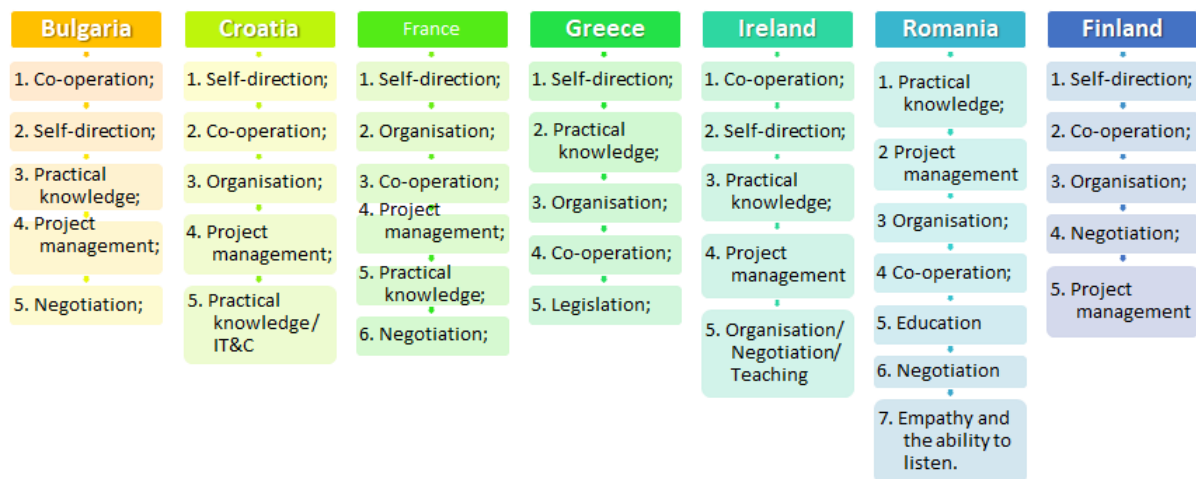 Bulgaria
1. Co-operation;
2. Self-direction;
3. Practical
knowledge;
4. Project
management;
5. Negotiation;
Croatia
1. Self-direction;
2. Co-operation;
3. Organisation;
4. Project
management;
5. Practical
knowledge/
IT&C
France
1. Self-direction;
2. Organisation;
3. Co-operation;
4. Project
management;
5. Practical
knowledge;
6. Negotiation;
Greece
1. Self-direction;
2. Practical
knowledge;
3. Organisation;
4. Co-operation;
5. Legislation;
Ireland
1. Co-operation;
2. Self-direction;
3. Practical
knowledge;
4. Project
management
5. Organisation/
Negotiation/
Teaching
Romania
1. Practical
knowledge;
2 Project
management
3 Organisation;
4 Co-operation;
5. Education
6. Negotiation
7. Empathy and
the ability to
listen.
Finland
1. Self-direction;
2. Co-operation;
3. Organisation;
4. Negotiation;
5. Project
management